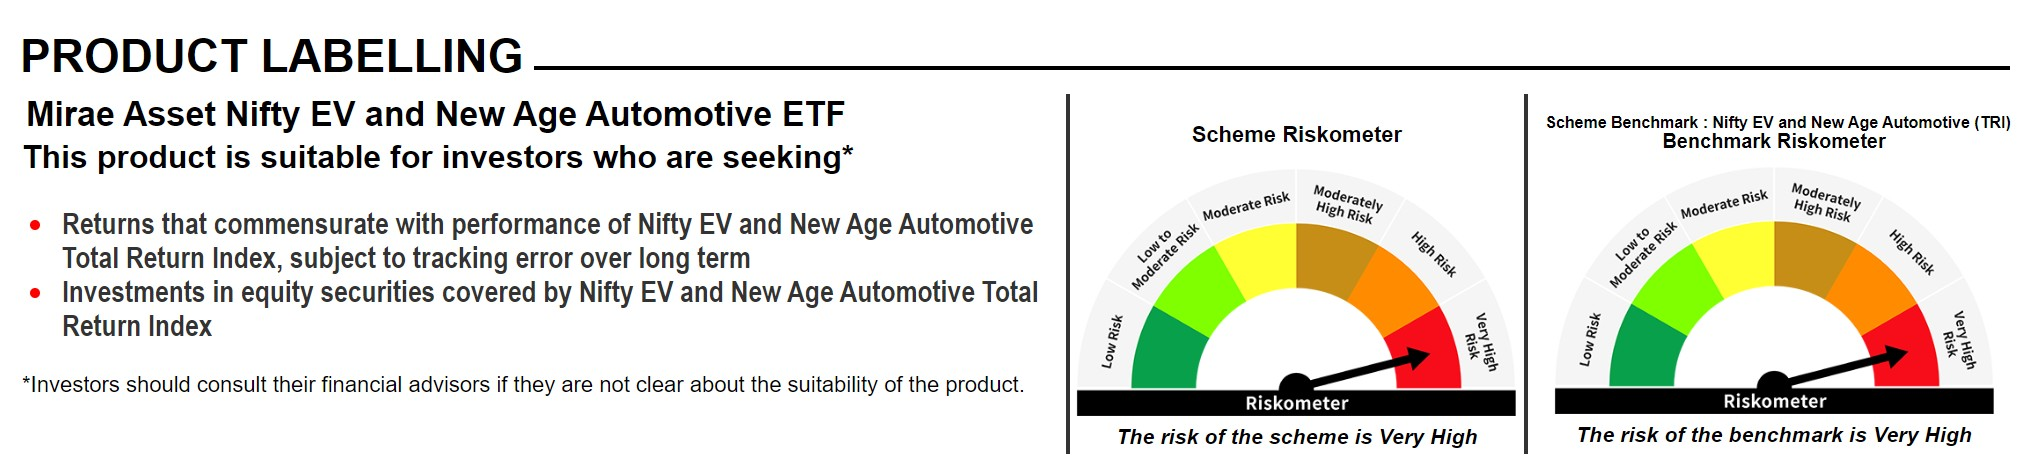 PRODUCT LABELLING
Mirae Asset Nifty EV and New Age Automotive ETF
This product is suitable for investors who are seeking*
• Returns that commensurate with performance of Nifty EV and New Age Automotive
Total Return Index, subject to tracking error over long term
• Investments in equity securities covered by Nifty EV and New Age Automotive Total
Return Index
*Investors should consult their financial advisors if they are not clear about the suitability of the product.
Scheme Riskometer
Low Risk
Low to
Moderate Risk
Moderate Risk
Moderately
High Risk
High Risk
Very High
Risk
Riskometer
The risk of the scheme is Very High
Scheme Benchmark : Nifty EV and New Age Automotive (TRI)
Benchmark Riskometer
Low Risk
Low to
Moderate Risk
Moderate Risk
Moderately
High Risk
High Risk
Very High
Risk
Riskometer
The risk of the benchmark is Very High